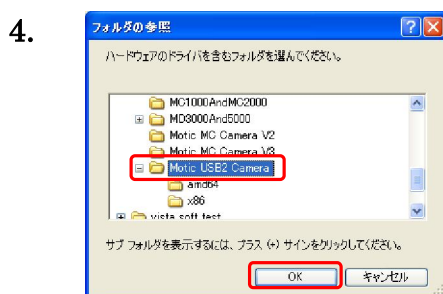 4.
フォルダの参照
ハードウェアのドライバを含むフォルダを選んでください。
MC1000AndMC2000
MD3000And5000
Motic MC Camera V2
Motic MC Camera V3
Motic USB2 Camera
amd64
x86
vista soft test
サブ フォルダを表示するには、プラス (+) サインをクリックしてください。
OK
キャンセル